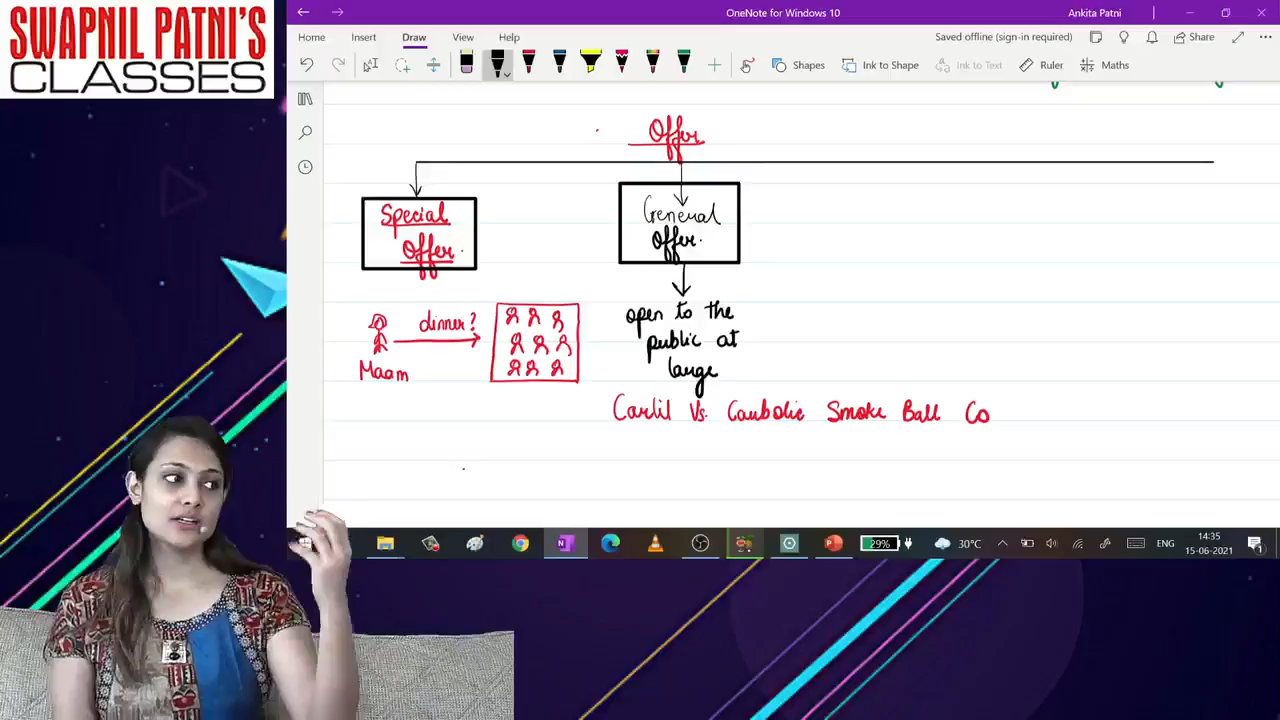 SWAPNIL PATNI'S
CLASSES
OneNote for Windows 10
Ankita Patni
Home Insert Draw View Help
Saved offline (sign-in required)
Share
Shapes
Ink to Shape
Ink to Text
Ruler
Maths
Offer
Special
Offer.
General
Offer.
dinner?
Maam
open to the
public at
large
Carlil Vs. Carbolic Smoke Ball Co
29%
30°C
ENG
14:35
15-06-2021